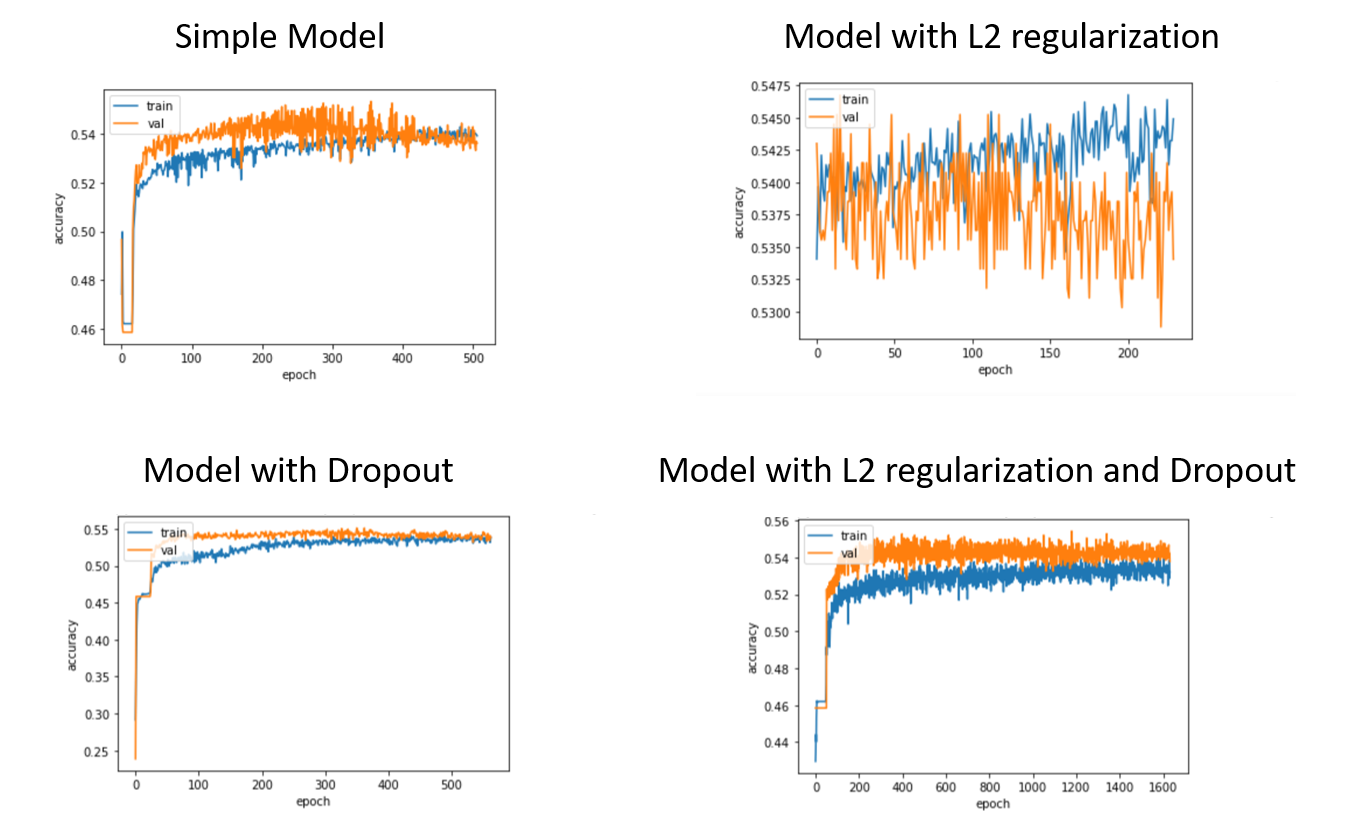 Simple Model
train
val
0.54
0.52
0.50
0.48
0.46
accuracy
0
100
200
300
400
500
epoch
Model with L2 regularization
train
val
0.5475
0.5450
0.5425
0.5400
0.5375
0.5350
0.5325
0.5300
accuracy
0
50
100
150
200
epoch
Model with Dropout
train
val
0.55
0.50
0.45
0.40
0.35
0.30
0.25
accuracy
0
100
200
300
400
500
epoch
Model with L2 regularization and Dropout
train
val
0.56
0.54
0.52
0.50
0.48
0.46
0.44
accuracy
0
200
400
600
800
1000
1200
1400
1600
epoch